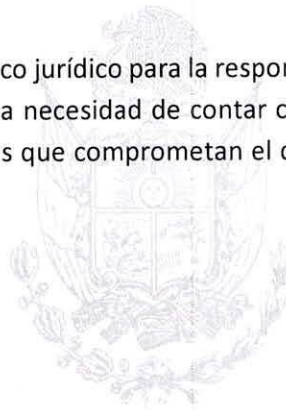 co jurídico para la respon
a necesidad de contar c
s que comprometan el c